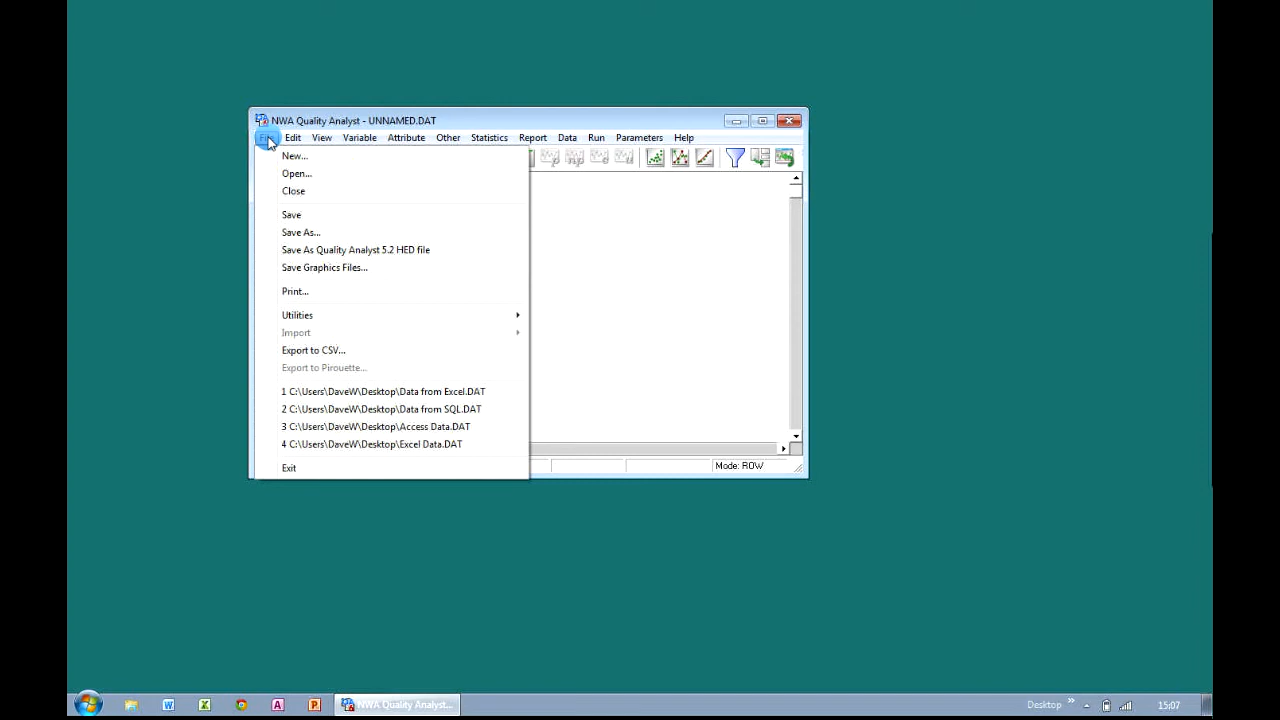 NWA Quality Analyst - UNNAMED.DAT
File Edit View Variable Attribute Other Statistics Report Data Run Parameters Help
New...
Open...
Close
Save
Save As...
Save As Quality Analyst 5.2 HED file
Save Graphics Files...
Print...
Utilities
Import
Export to CSV...
Export to Pirouette...
1 C:\Users\DaveW\Desktop\Data from Excel.DAT
2 C:\Users\DaveW\Desktop\Data from SQL.DAT
3 C:\Users\DaveW\Desktop\Access Data.DAT
4 C:\Users\DaveW\Desktop\Excel Data.DAT
Exit
Mode: ROW
NWA Quality Analyst...
Desktop
15:07